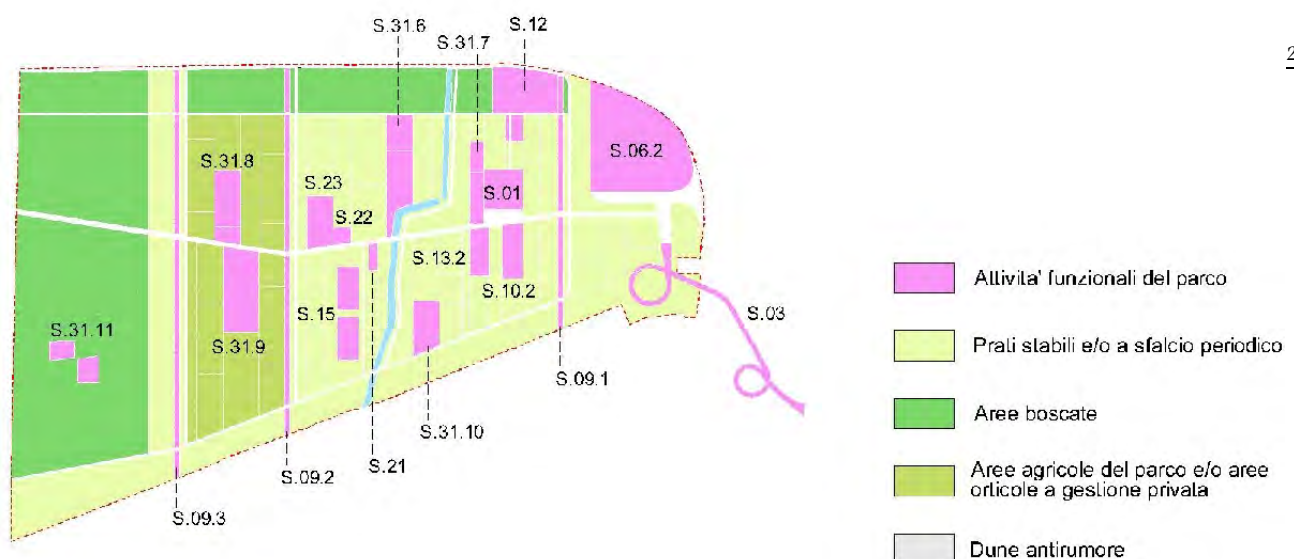 S.31.6
S.12
S.31.7
2
S.06.2
S.31.8
S.23
S.01
S.22
S.13.2
S.10.2
S.15
S.03
S.31.11
S.31.9
S.09.1
S.31.10
S.21
S.09.2
S.09.3
Attivita' funzionali del parco
Prati stabili e/o a sfalcio periodico
Aree boscate
Aree agricole del parco e/o aree
orticole a gestione privata
Dune antirumore